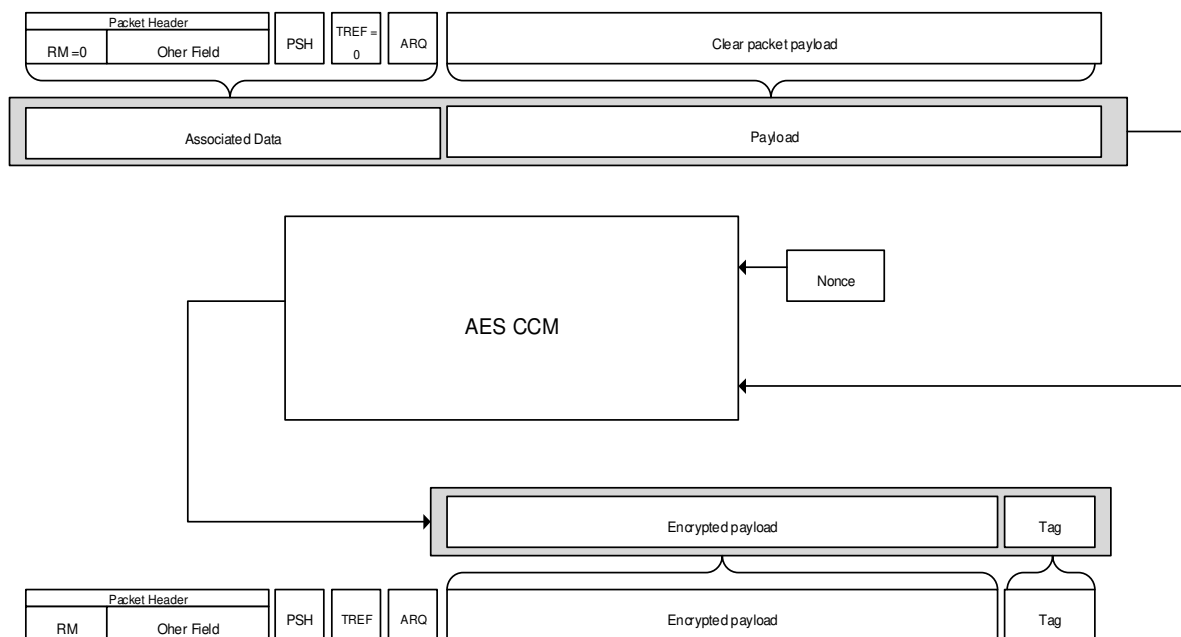 Packet Header
RM =0
Oher Field
PSH
TREF =
0
ARQ
Clear packet payload
Associated Data
Payload
Nonce
AES CCM
Encrypted payload
Tag
Packet Header
RM
Oher Field
PSH
TREF
ARQ
Encrypted payload
Tag